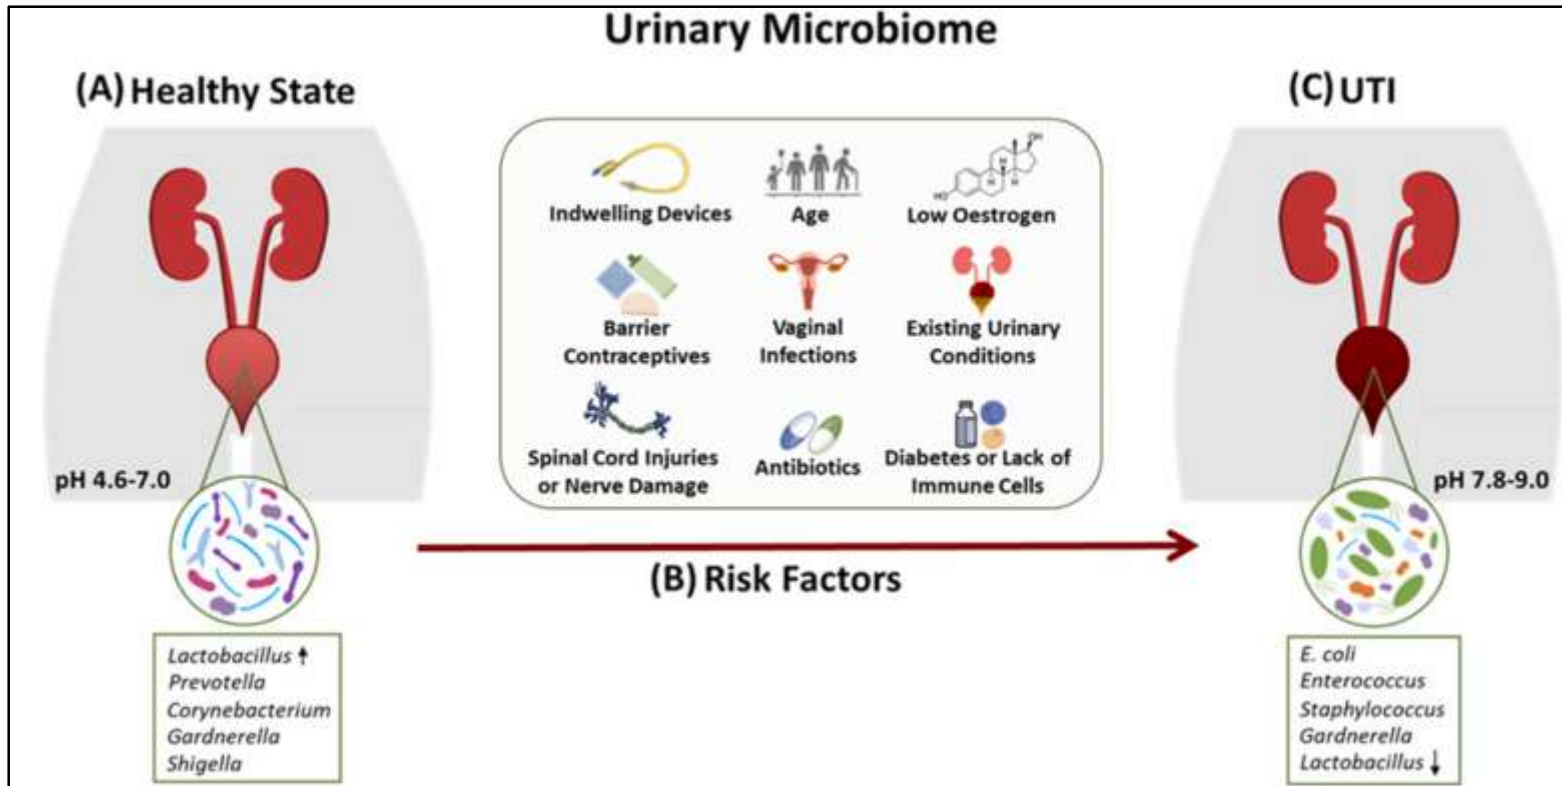 Urinary Microbiome
(A) Healthy State
pH 4.6-7.0
Lactobacillus ↑
Prevotella
Corynebacterium
Gardnerella
Shigella
Indwelling Devices
Age
OH
H
H
H
HO
Low Oestrogen
Barrier
Contraceptives
Vaginal
Infections
Existing Urinary
Conditions
Spinal Cord Injuries
or Nerve Damage
Antibiotics
Diabetes or Lack of
Immune Cells
(B) Risk Factors
(C) UTI
pH 7.8-9.0
E. coli
Enterococcus
Staphylococcus
Gardnerella
Lactobacillus ↓